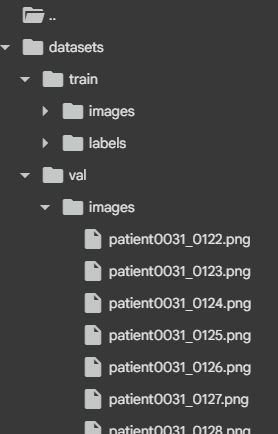 ..
datasets
train
images
labels
val
images
patient0031_0122.png
patient0031_0123.png
patient0031_0124.png
patient0031_0125.png
patient0031_0126.png
patient0031_0127.png
patient0031_0128.png